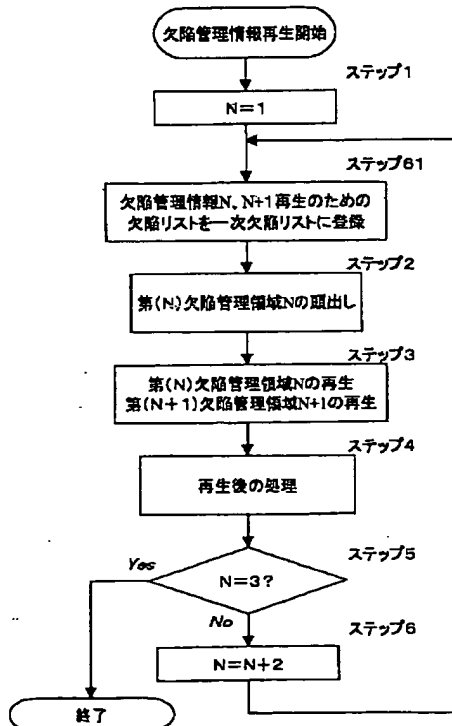 欠陥管理情報再生開始
ステップ1
N=1
ステップ61
欠陥管理情報N、N+1再生のための
欠陥リストを一次欠陥リストに登録
ステップ2
第(N)欠陥管理領域Nの頭出し
ステップ3
第(N)欠陥管理領域Nの再生
第(N+1)欠陥管理領域N+1の再生
ステップ4
再生後の処理
ステップ5
Yes
N=3?
No
ステップ6
N=N+2
終了